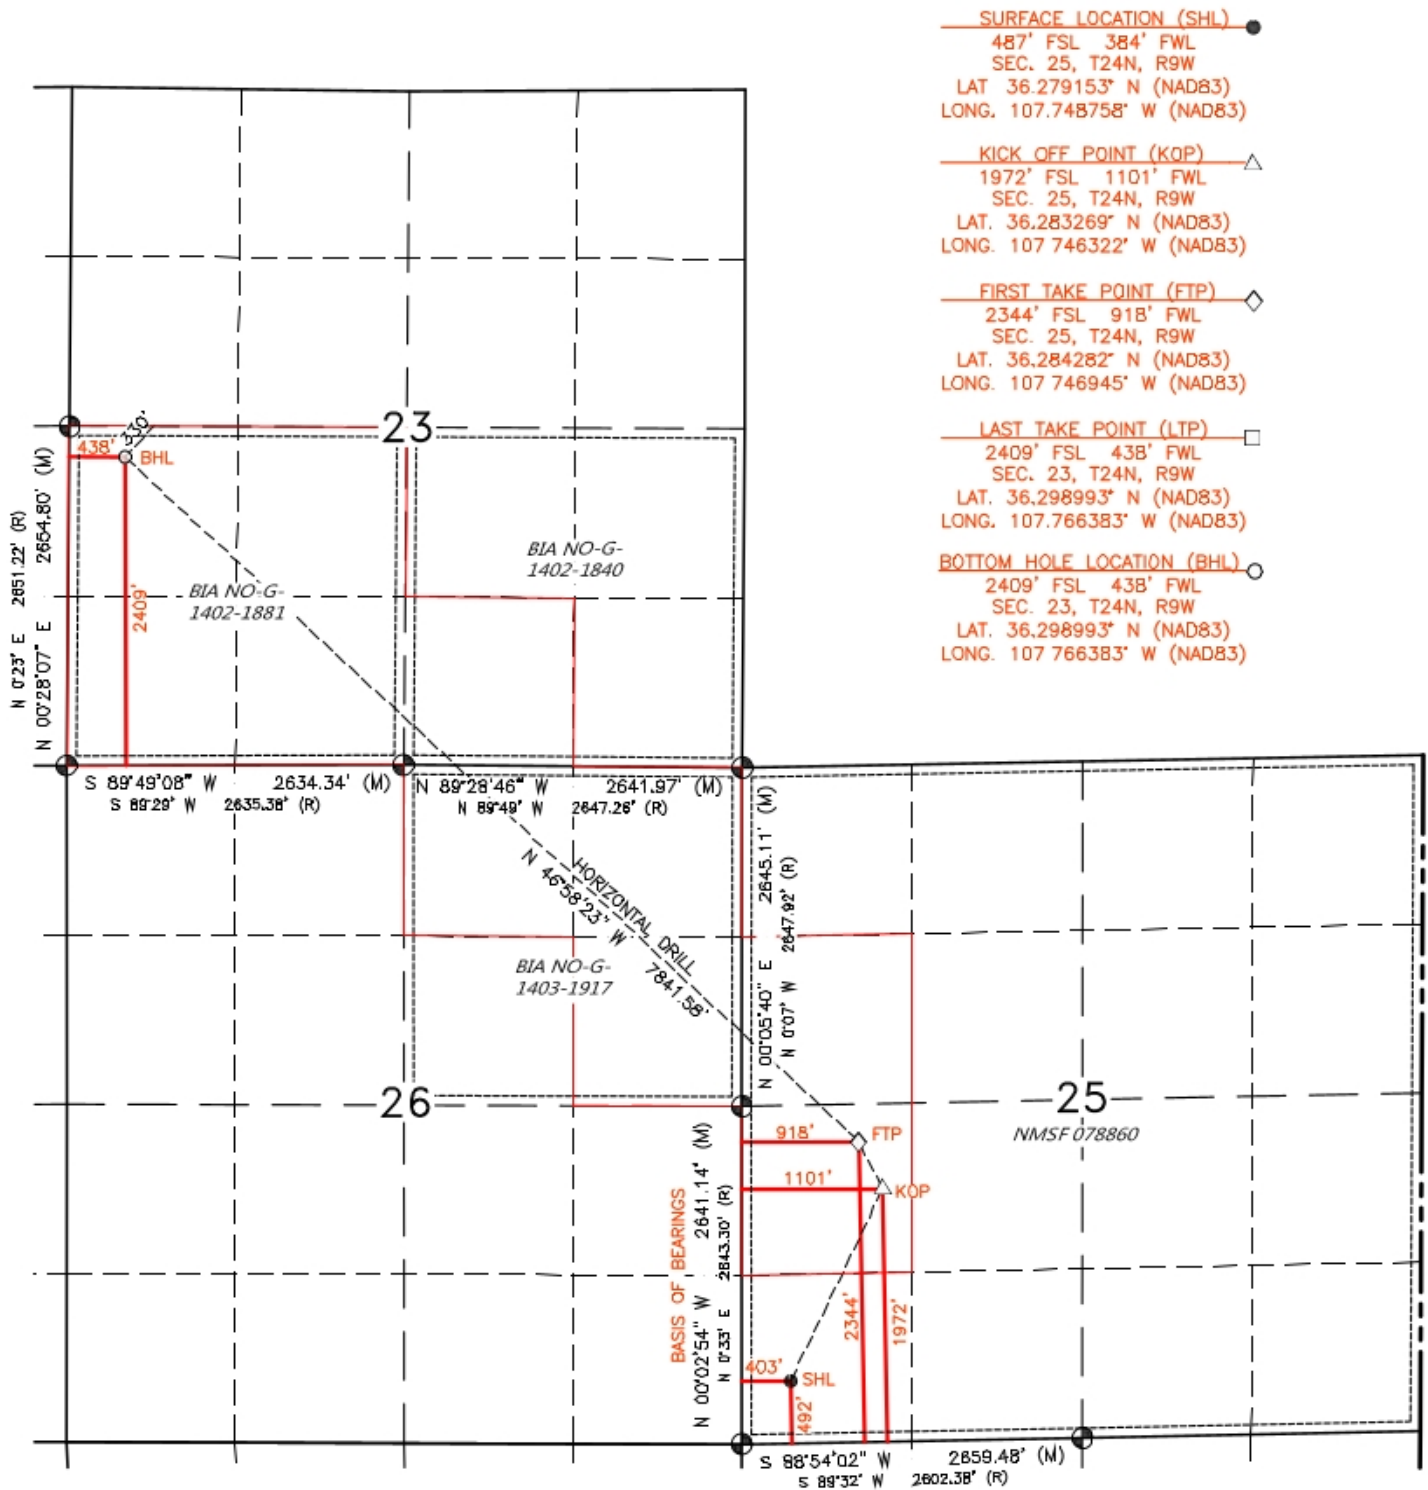 SURFACE LOCATION (SHL)
487' FSL 384' FWL
SEC. 25, T24N, R9W
LAT 36.279153° N (NAD83)
LONG. 107.748758° W (NAD83)
KICK OFF POINT (KOP)
1972' FSL 1101' FWL
SEC. 25, T24N, R9W
LAT. 36.283269° N (NAD83)
LONG. 107 746322° W (NAD83)
FIRST TAKE POINT (FTP)
2344' FSL 918' FWL
SEC. 25, T24N, R9W
LAT. 36.284282° N (NAD83)
LONG. 107 746945° W (NAD83)
LAST TAKE POINT (LTP)
2409' FSL 438' FWL
SEC. 23, T24N, R9W
LAT. 36.298993° N (NAD83)
LONG. 107.766383° W (NAD83)
BOTTOM HOLE LOCATION (BHL)
2409' FSL 438' FWL
SEC. 23, T24N, R9W
LAT. 36.298993° N (NAD83)
LONG. 107 766383° W (NAD83)
23
330'
438'
BHL
2409'
BIA NO-G-
1402-1881
BIA NO-G-
1402-1840
N 0°23' E 2651.22' (R)
N 00°28'07" E 2654.80' (M)
S 89°49'08" W 2634.34' (M)
S 89°29' W 2635.38' (R)
N 89°28'46" W 2641.97' (M)
N 89°49' W 2647.26' (R)
HORIZONTAL DRILL
N 46°58'23" W 7841.58'
N 00°05'40" E 2645.11' (M)
N 0°07' W 2647.92' (R)
BIA NO-G-
1403-1917
26
25
NMSF 078860
918'
FTP
1101'
KOP
BASIS OF BEARINGS
N 00°02'54" W 2641.14' (M)
N 0°33' E 2643.30' (R)
2344'
1972'
403'
SHL
492'
S 88°54'02" W 2659.48' (M)
S 89°32' W 2602.38' (R)